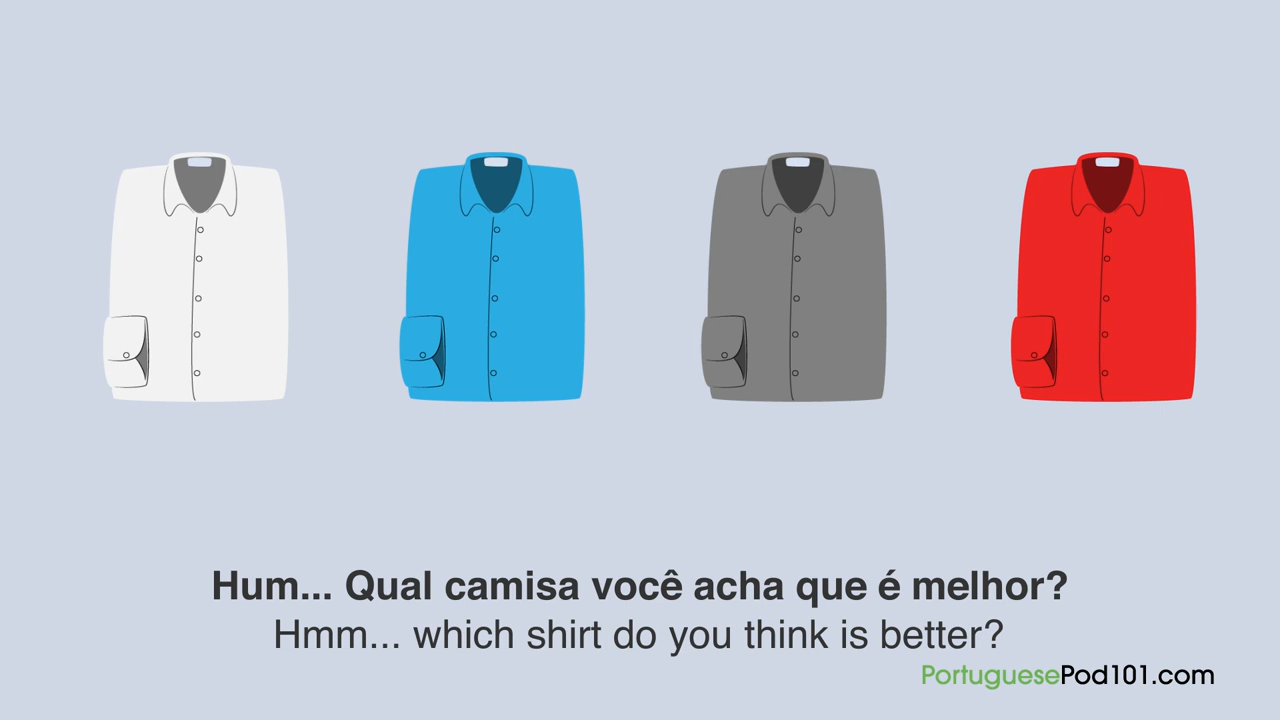 Hum... Qual camisa você acha que é melhor?
Hmm... which shirt do you think is better?
PortuguesePod101.com